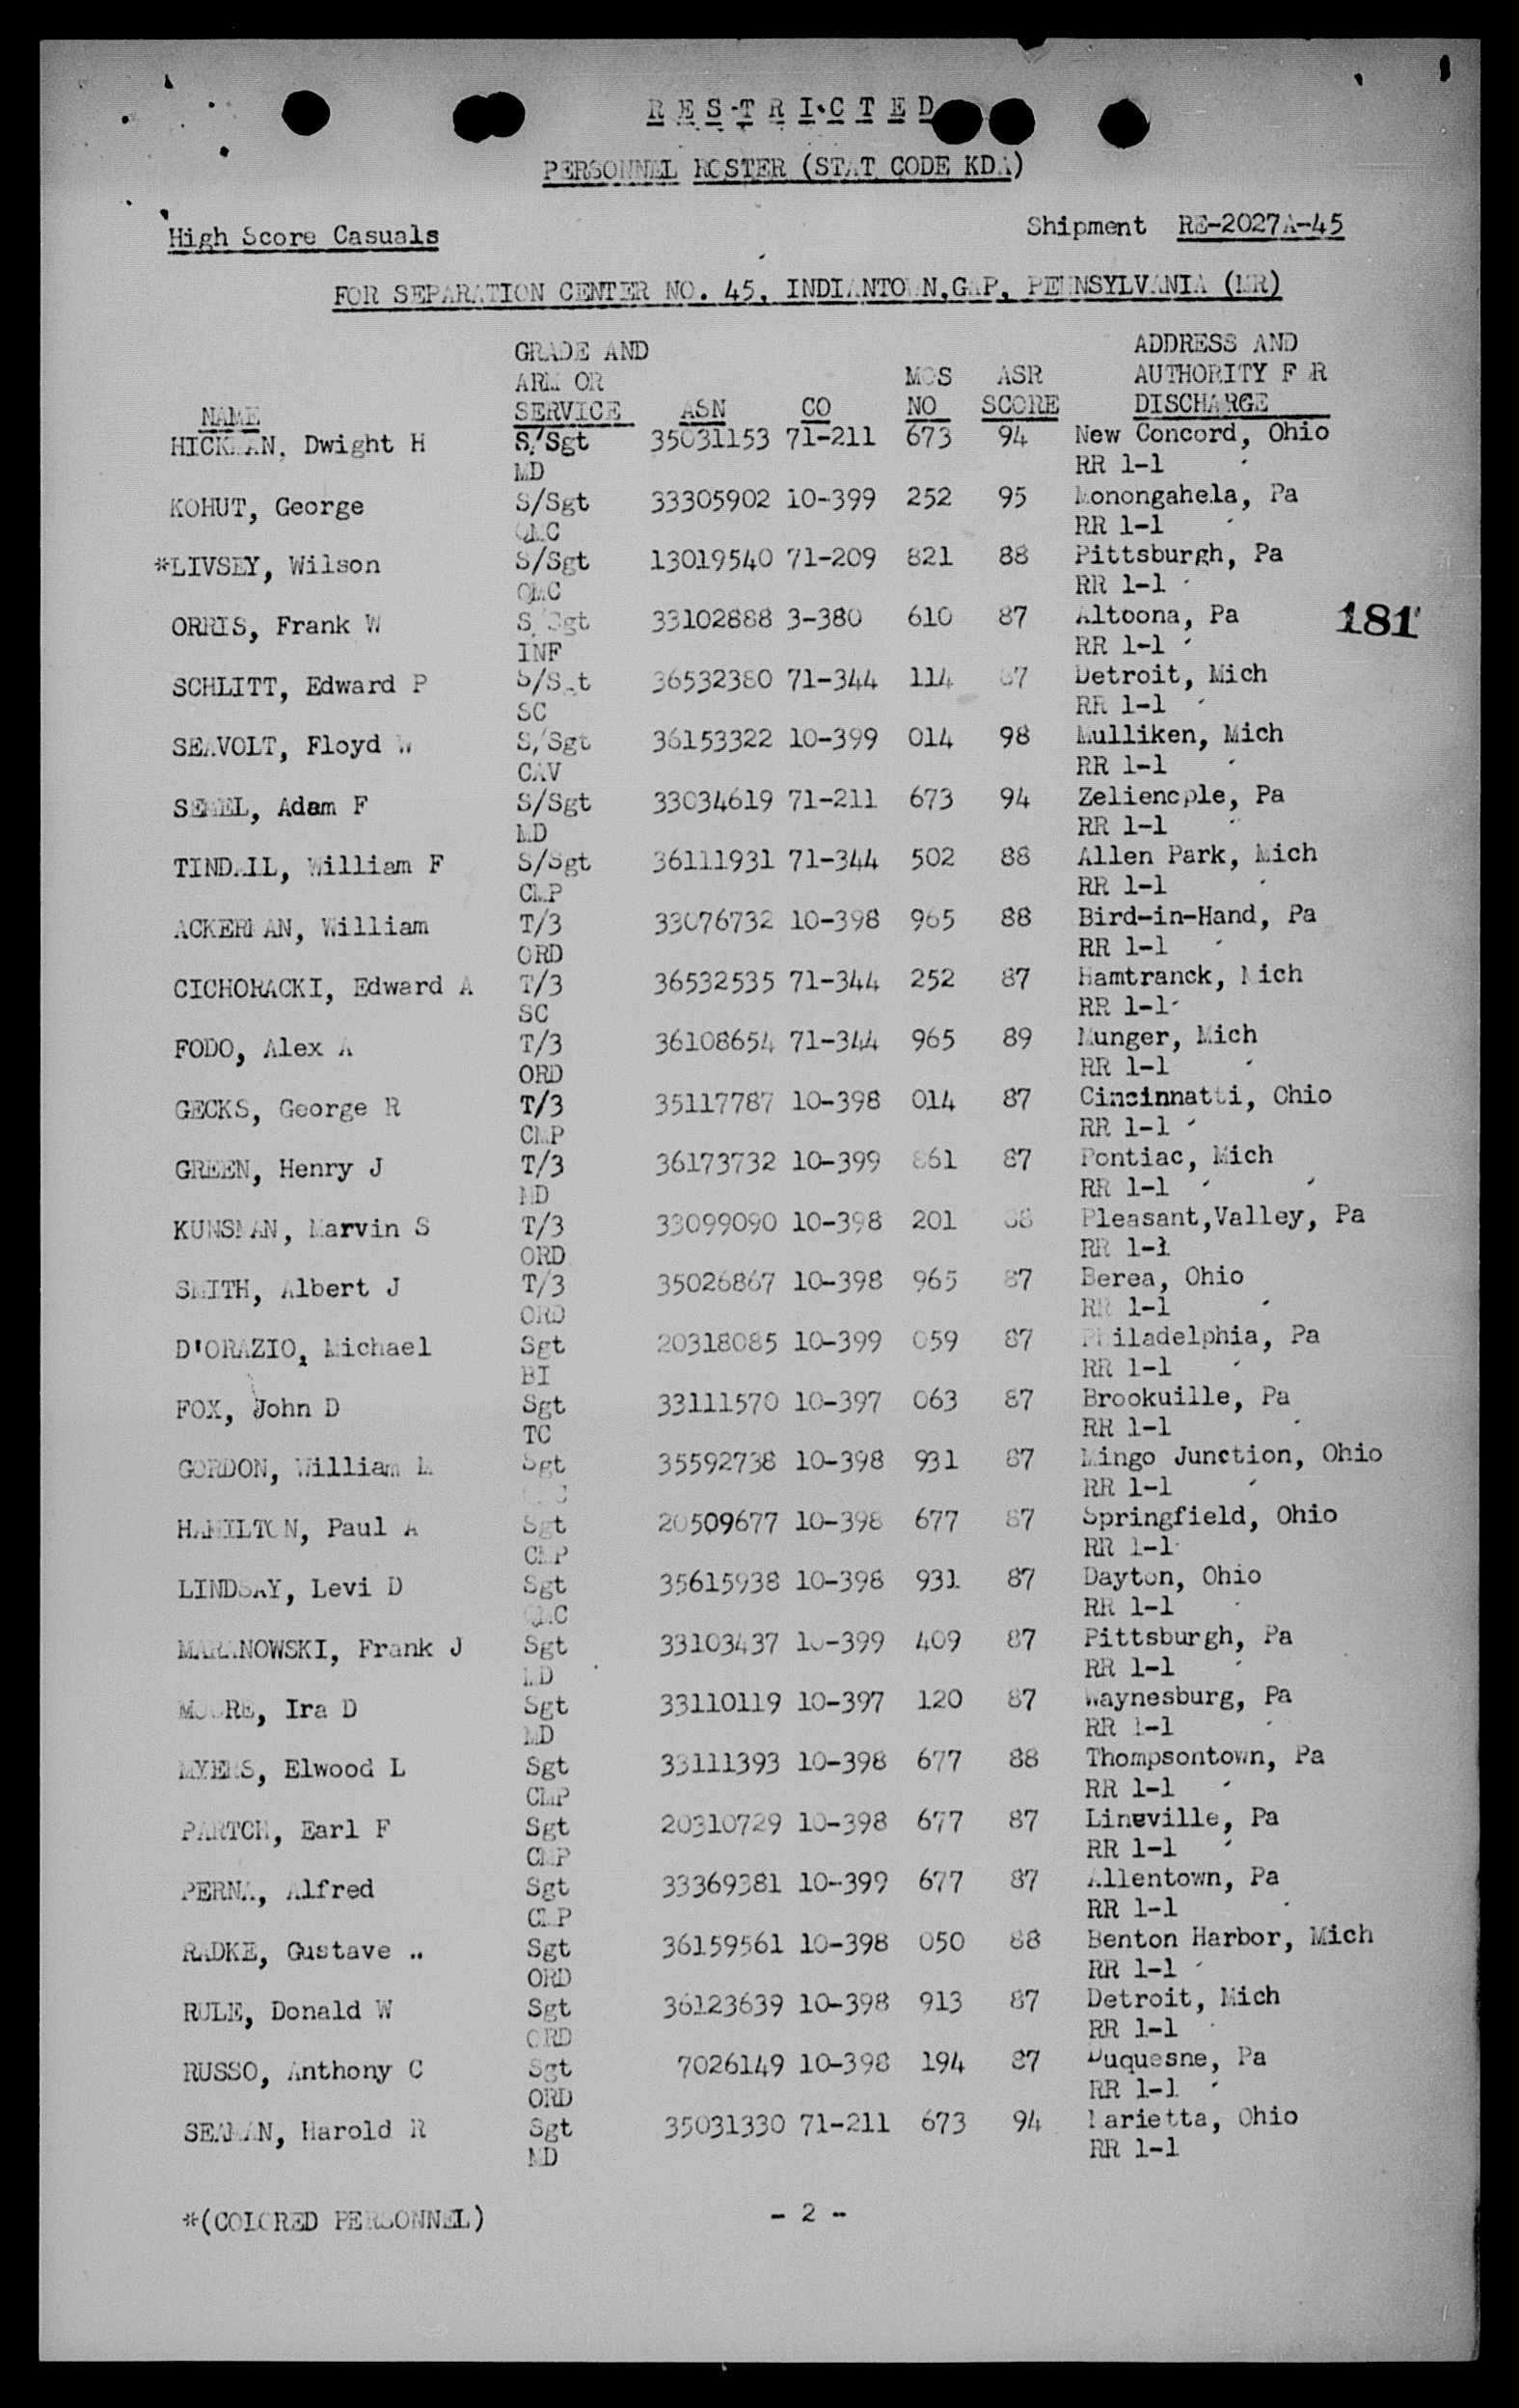 RESTRICTED
PERSONNEL ROSTER (STAT CODE KDA)
High Score Casuals Shipment RE-2027A-45
FOR SEPARATION CENTER NO. 45, INDIANTOWN,GAP, PENNSYLVANIA (MR)
GRADE AND ADDRESS AND
ARM OR MOS ASR AUTHORITY FOR
NAME SERVICE ASN CO NO SCORE DISCHARGE
HICKMAN, Dwight H S/Sgt 35031153 71-211 673 94 New Concord, Ohio
MD RR 1-1
KOHUT, George S/Sgt 33305902 10-399 252 95 Monongahela, Pa
QMC RR 1-1
*LIVSEY, Wilson S/Sgt 13019540 71-209 821 88 Pittsburgh, Pa
QMC RR 1-1
ORRIS, Frank W S/Sgt 33102888 3-380 610 87 Altoona, Pa 181
INF RR 1-1
SCHLITT, Edward P S/Sgt 36532380 71-344 114 87 Detroit, Mich
SC RR 1-1
SEAVOLT, Floyd W S/Sgt 36153322 10-399 014 98 Mulliken, Mich
CAV RR 1-1
SEMEL, Adam F S/Sgt 33034619 71-211 673 94 Zelienople, Pa
MD RR 1-1
TINDALL, William F S/Sgt 36111931 71-344 502 88 Allen Park, Mich
CMP RR 1-1
ACKERMAN, William T/3 33076732 10-398 965 88 Bird-in-Hand, Pa
ORD RR 1-1
CICHORACKI, Edward A T/3 36532535 71-344 252 87 Hamtranck, Mich
SC RR 1-1
FODO, Alex A T/3 36108654 71-344 965 89 Munger, Mich
ORD RR 1-1
GECKS, George R T/3 35117787 10-398 014 87 Cincinnatti, Ohio
CMP RR 1-1
GREEN, Henry J T/3 36173732 10-399 861 87 Pontiac, Mich
MD RR 1-1
KUNSMAN, Marvin S T/3 33099090 10-398 201 88 Pleasant,Valley, Pa
ORD RR 1-1
SMITH, Albert J T/3 35026867 10-398 965 87 Berea, Ohio
ORD RR 1-1
D'ORAZIO, Michael Sgt 20318085 10-399 059 87 Philadelphia, Pa
BI RR 1-1
FOX, John D Sgt 33111570 10-397 063 87 Brookuille, Pa
TC RR 1-1
GORDON, William M Sgt 35592738 10-398 931 87 Mingo Junction, Ohio
RR 1-1
HAMILTON, Paul A Sgt 20509677 10-398 677 87 Springfield, Ohio
CMP RR 1-1
LINDSAY, Levi D Sgt 35615938 10-398 931 87 Dayton, Ohio
QMC RR 1-1
MARANOWSKI, Frank J Sgt 33103437 10-399 409 87 Pittsburgh, Pa
MD RR 1-1
MOORE, Ira D Sgt 33110119 10-397 120 87 Waynesburg, Pa
MD RR 1-1
MYERS, Elwood L Sgt 33111393 10-398 677 88 Thompsontown, Pa
CMP RR 1-1
PARTCH, Earl F Sgt 20310729 10-398 677 87 Lineville, Pa
CMP RR 1-1
PERNA, Alfred Sgt 33369381 10-399 677 87 Allentown, Pa
CMP RR 1-1
RADKE, Gustave Sgt 36159561 10-398 050 88 Benton Harbor, Mich
ORD RR 1-1
RULE, Donald W Sgt 36123639 10-398 913 87 Detroit, Mich
ORD RR 1-1
RUSSO, Anthony C Sgt 7026149 10-398 194 87 Duquesne, Pa
ORD RR 1-1
SEAMAN, Harold R Sgt 35031330 71-211 673 94 Marietta, Ohio
MD RR 1-1
*(COLORED PERSONNEL) - 2 -